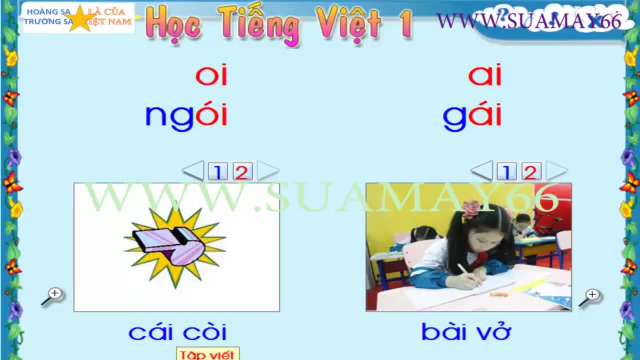 HOÀNG SA LÀ CỦA
TRƯỜNG SA VIỆT NAM
Học Tiếng Việt 1
WWW.SUAMAY66
oi
ai
ngói
gái
1 2
1 2
WWW.SUAMAY66
cái còi
bài vở
Tập viết